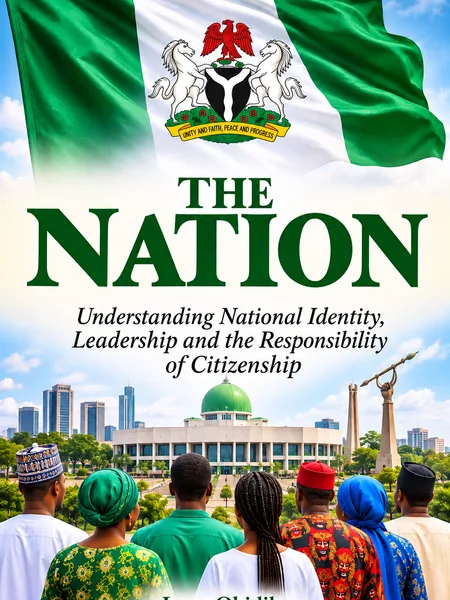 UNITY AND FAITH, PEACE AND PROGRESS
THE
NATION
Understanding National Identity,
Leadership and the Responsibility
of Citizenship